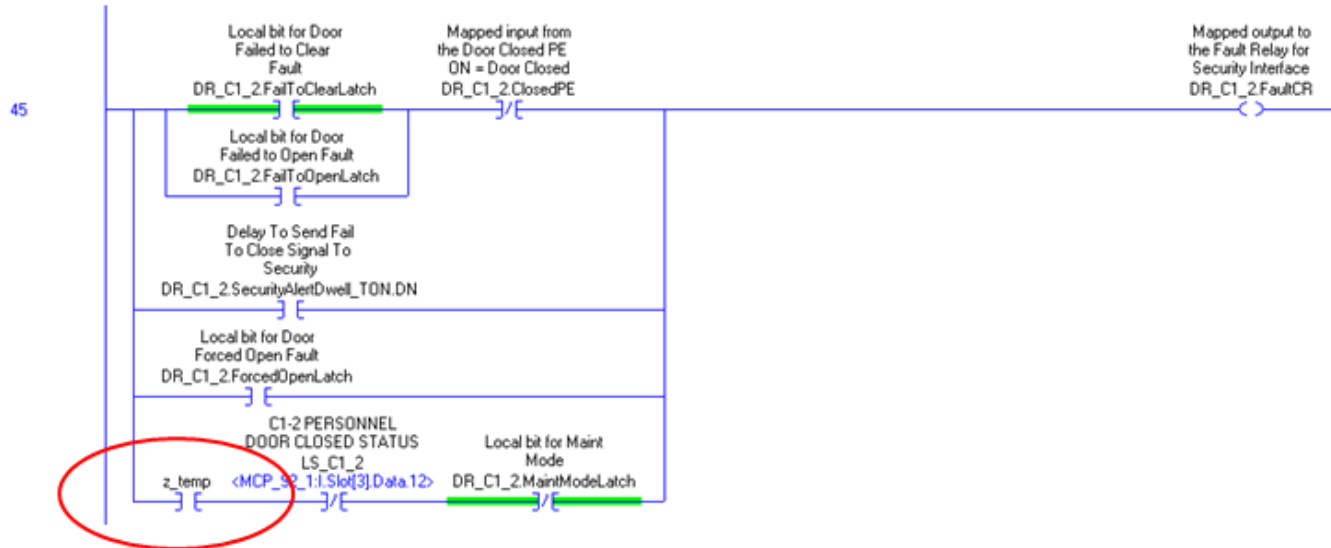 45
Local bit for Door
Failed to Clear
Fault
DR_C1_2.FailToClearLatch
Mapped input from
the Door Closed PE
ON = Door Closed
DR_C1_2.ClosedPE
Mapped output to
the Fault Relay for
Security Interface
DR_C1_2.FaultCR
Local bit for Door
Failed to Open Fault
DR_C1_2.FailToOpenLatch
Delay To Send Fail
To Close Signal To
Security
DR_C1_2.SecurityAlertDwell_TON.DN
Local bit for Door
Forced Open Fault
DR_C1_2.ForcedOpenLatch
z_temp
C1-2 PERSONNEL
DOOR CLOSED STATUS
LS_C1_2
<MCP_92_1:I.Slot[3].Data.12>
Local bit for Maint
Mode
DR_C1_2.MaintModeLatch